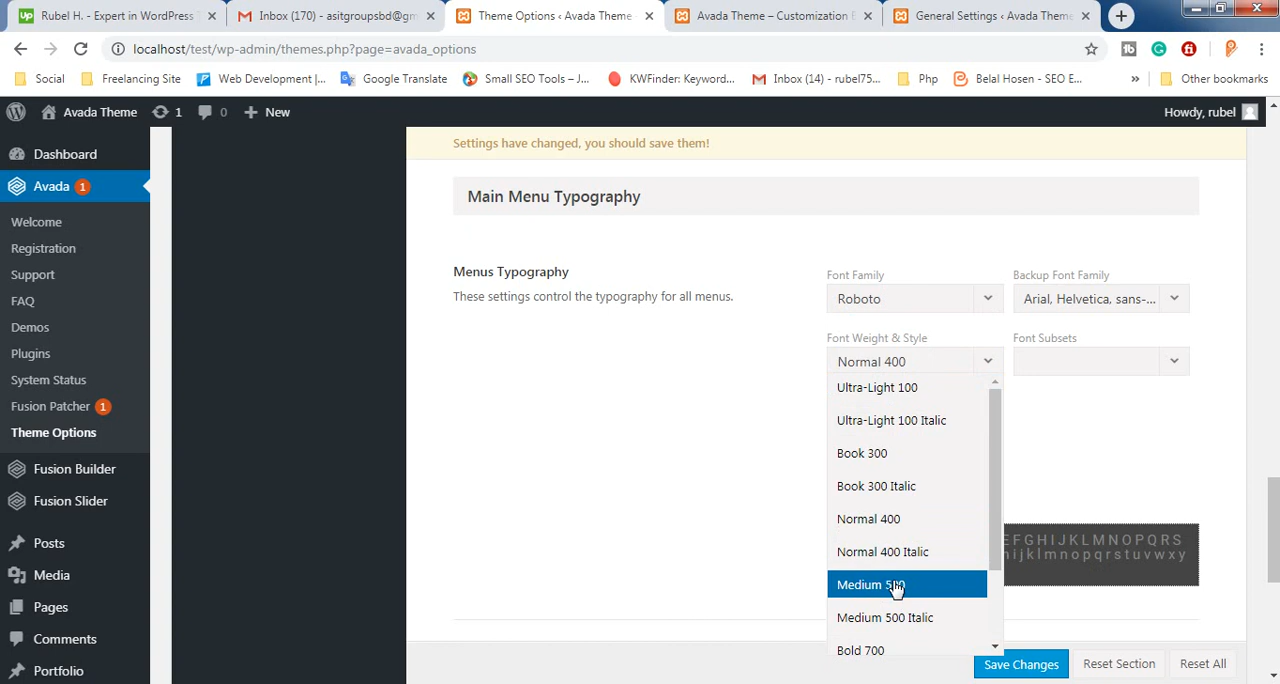 Rubel H. - Expert in WordPress T
Inbox (170) - asitgroupsbd@gm
Theme Options ‹ Avada Theme
Avada Theme – Customization E
General Settings ‹ Avada Theme
localhost/test/wp-admin/themes.php?page=avada_options
Social
Freelancing Site
Web Development |...
Google Translate
Small SEO Tools – J...
KWFinder: Keyword...
Inbox (14) - rubel75...
Php
Belal Hosen - SEO E...
»
Other bookmarks
Avada Theme
1
0
New
Howdy, rubel
Dashboard
Avada 1
Welcome
Registration
Support
FAQ
Demos
Plugins
System Status
Fusion Patcher 1
Theme Options
Fusion Builder
Fusion Slider
Posts
Media
Pages
Comments
Portfolio
Settings have changed, you should save them!
Main Menu Typography
Menus Typography
These settings control the typography for all menus.
Font Family
Backup Font Family
Roboto
Arial, Helvetica, sans-...
Font Weight & Style
Font Subsets
Normal 400
Ultra-Light 100
Ultra-Light 100 Italic
Book 300
Book 300 Italic
Normal 400
Normal 400 Italic
Medium 500
Medium 500 Italic
Bold 700
EFGHIJKLMNOPQRS
hijklmnopqrstuvwxy
Save Changes
Reset Section
Reset All